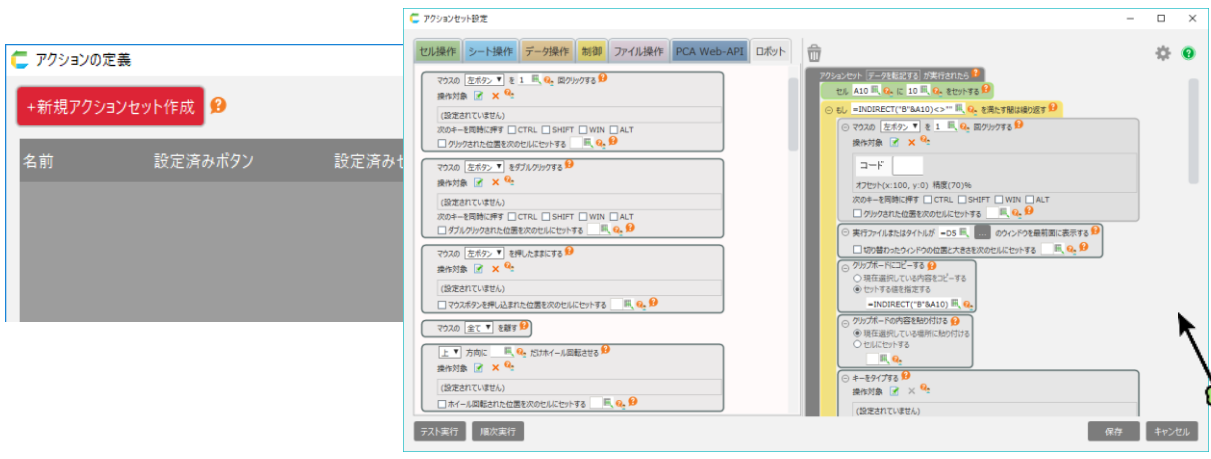 アクションの定義
+新規アクションセット作成
名前 設定済みボタン 設定済みセ
アクションセット設定
セル操作 シート操作 データ操作 制御 ファイル操作 PCA Web-API ロボット
マウスの 左ボタン▼ を 1 回クリックする
操作対象
(設定されていません)
次のキーを同時に押す CTRL SHIFT WIN ALT
クリックされた位置を次のセルにセットする
マウスの 左ボタン▼ をダブルクリックする
操作対象
(設定されていません)
次のキーを同時に押す CTRL SHIFT WIN ALT
ダブルクリックされた位置を次のセルにセットする
マウスの 左ボタン▼ を押したままにする
操作対象
(設定されていません)
マウスボタンを押し込まれた位置を次のセルにセットする
マウスの 全て▼ を離す
上▼ 方向に だけホイール回転させる
操作対象
(設定されていません)
ホイール回転された位置を次のセルにセットする
テスト実行 順次実行
アクションセット データを転記する が実行されたら
セル A10 に 10 をセットする
もし =INDIRECT("B"&A10)<>"" を満たす間は繰り返す
マウスの 左ボタン▼ を 1 回クリックする
操作対象
コード
オフセット(x:100, y:0) 精度(70)%
次のキーを同時に押す CTRL SHIFT WIN ALT
クリックされた位置を次のセルにセットする
実行ファイルまたはタイトルが =D5 ... のウィンドウを最前面に表示する
切り替わったウィンドウの位置と大きさを次のセルにセットする
クリップボードにコピーする
現在選択している内容をコピーする
セットする値を指定する
=INDIRECT("B"&A10)
クリップボードの内容を貼り付ける
現在選択している場所に貼り付ける
セルにセットする
キーをタイプする
操作対象
(設定されていません)
保存 キャンセル